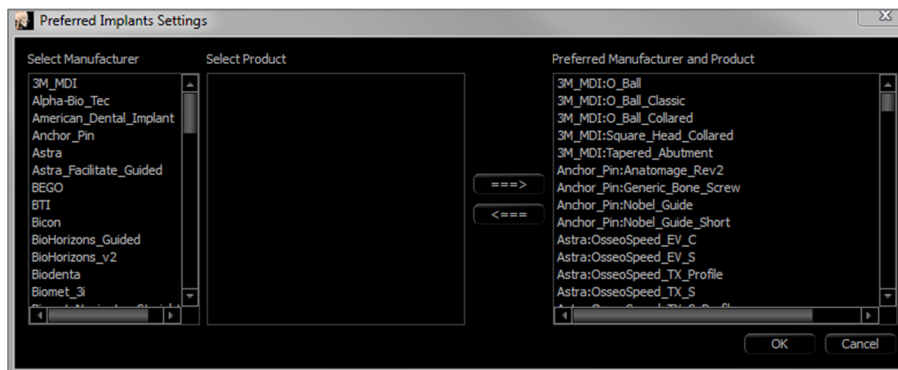 Preferred Implants Settings
Select Manufacturer
3M_MDI
Alpha-Bio_Tec
American_Dental_Implant
Anchor_Pin
Astra
Astra_Facilitate_Guided
BEGO
BTI
Bicon
BioHorizons_Guided
BioHorizons_v2
Biodenta
Biomet_3i
Select Product
===>
<===
Preferred Manufacturer and Product
3M_MDI:O_Ball
3M_MDI:O_Ball_Classic
3M_MDI:O_Ball_Collared
3M_MDI:Square_Head_Collared
3M_MDI:Tapered_Abutment
Anchor_Pin:Anatomage_Rev2
Anchor_Pin:Generic_Bone_Screw
Anchor_Pin:Nobel_Guide
Anchor_Pin:Nobel_Guide_Short
Astra:OsseoSpeed_EV_C
Astra:OsseoSpeed_EV_S
Astra:OsseoSpeed_TX_Profile
Astra:OsseoSpeed_TX_S
OK
Cancel